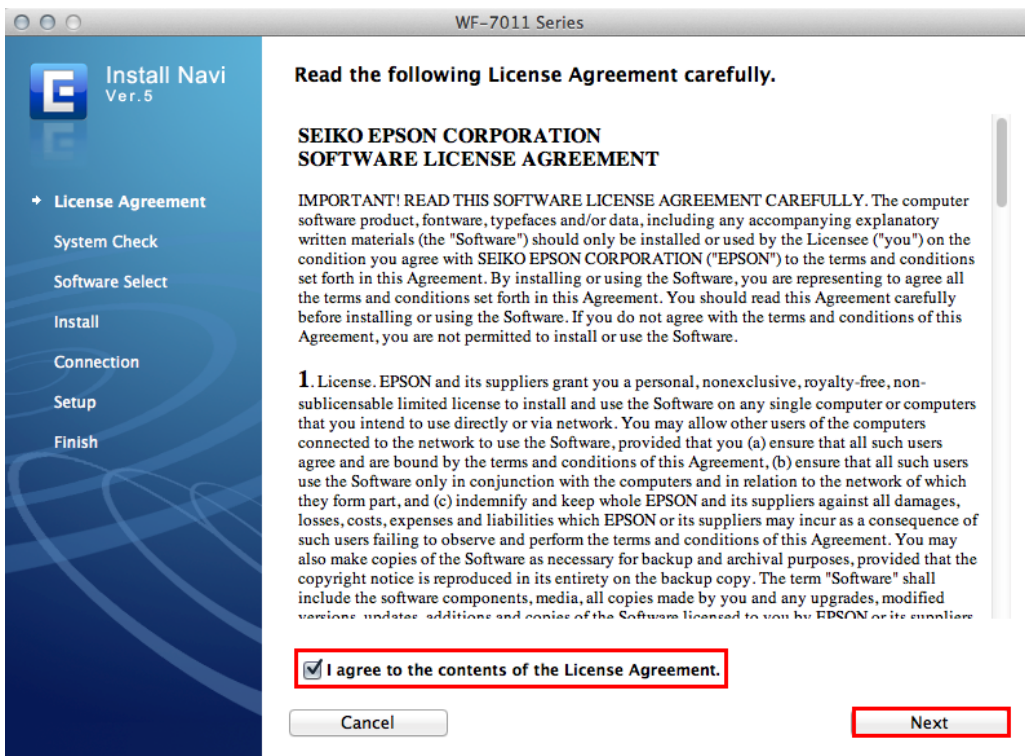 WF-7011 Series
Install Navi
Ver.5
License Agreement
System Check
Software Select
Install
Connection
Setup
Finish
Read the following License Agreement carefully.
SEIKO EPSON CORPORATION
SOFTWARE LICENSE AGREEMENT
IMPORTANT! READ THIS SOFTWARE LICENSE AGREEMENT CAREFULLY. The computer
software product, fontware, typefaces and/or data, including any accompanying explanatory
written materials (the "Software") should only be installed or used by the Licensee ("you") on the
condition you agree with SEIKO EPSON CORPORATION ("EPSON") to the terms and conditions
set forth in this Agreement. By installing or using the Software, you are representing to agree all
the terms and conditions set forth in this Agreement. You should read this Agreement carefully
before installing or using the Software. If you do not agree with the terms and conditions of this
Agreement, you are not permitted to install or use the Software.
1. License. EPSON and its suppliers grant you a personal, nonexclusive, royalty-free, non-
sublicensable limited license to install and use the Software on any single computer or computers
that you intend to use directly or via network. You may allow other users of the computers
connected to the network to use the Software, provided that you (a) ensure that all such users
agree and are bound by the terms and conditions of this Agreement, (b) ensure that all such users
use the Software only in conjunction with the computers and in relation to the network of which
they form part, and (c) indemnify and keep whole EPSON and its suppliers against all damages,
losses, costs, expenses and liabilities which EPSON or its suppliers may incur as a consequence of
such users failing to observe and perform the terms and conditions of this Agreement. You may
also make copies of the Software as necessary for backup and archival purposes, provided that the
copyright notice is reproduced in its entirety on the backup copy. The term "Software" shall
include the software components, media, all copies made by you and any upgrades, modified
versions, updates, additions and copies of the Software licensed to you by EPSON or its suppliers
I agree to the contents of the License Agreement.
Cancel
Next